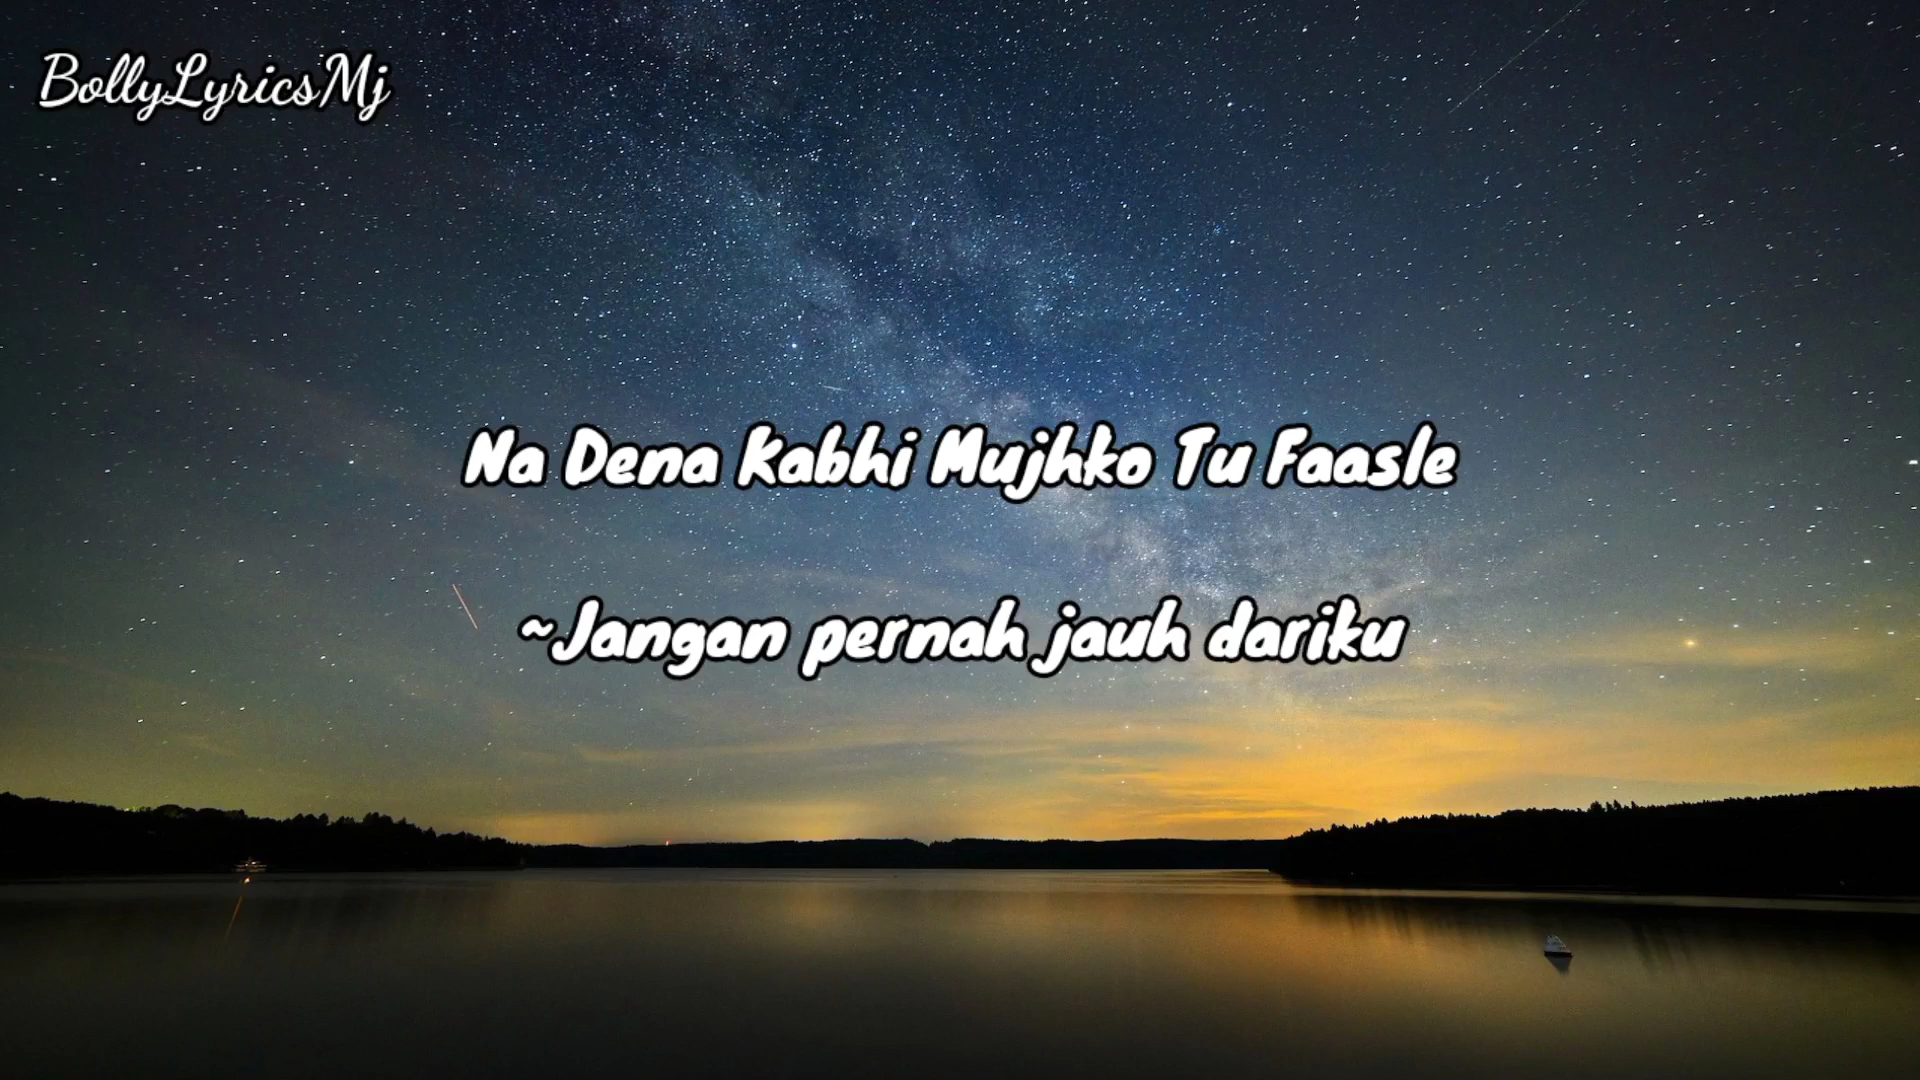 BollyLyricsMj
Na Dena Kabhi Mujhko Tu Faasle
~Jangan pernah jauh dariku